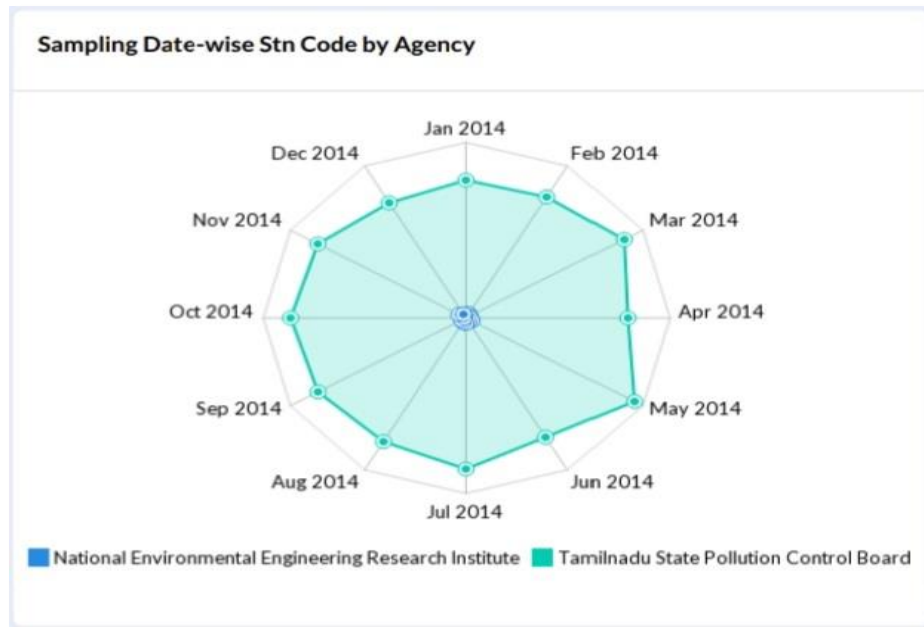 Sampling Date-wise Stn Code by Agency
Jan 2014
Dec 2014
Feb 2014
Nov 2014
Mar 2014
Oct 2014
Apr 2014
Sep 2014
May 2014
Aug 2014
Jun 2014
Jul 2014
National Environmental Engineering Research Institute
Tamilnadu State Pollution Control Board